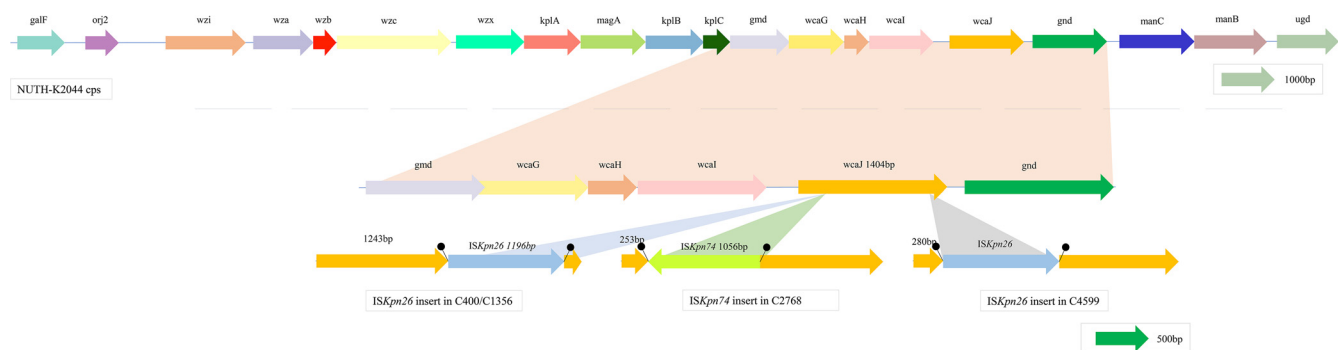 galF orj2 wzi wza wzb wzc wzx kplA magA kplB kplC gmd wcaG wcaH wcaI wcaJ gnd manC manB ugd
NUTH-K2044 cps
1000bp
gmd wcaG wcaH wcaI wcaJ 1404bp gnd
1243bp ISKpn26 1196bp 253bp ISKpn74 1056bp 280bp ISKpn26
ISKpn26 insert in C400/C1356 ISKpn74 insert in C2768 ISKpn26 insert in C4599
500bp